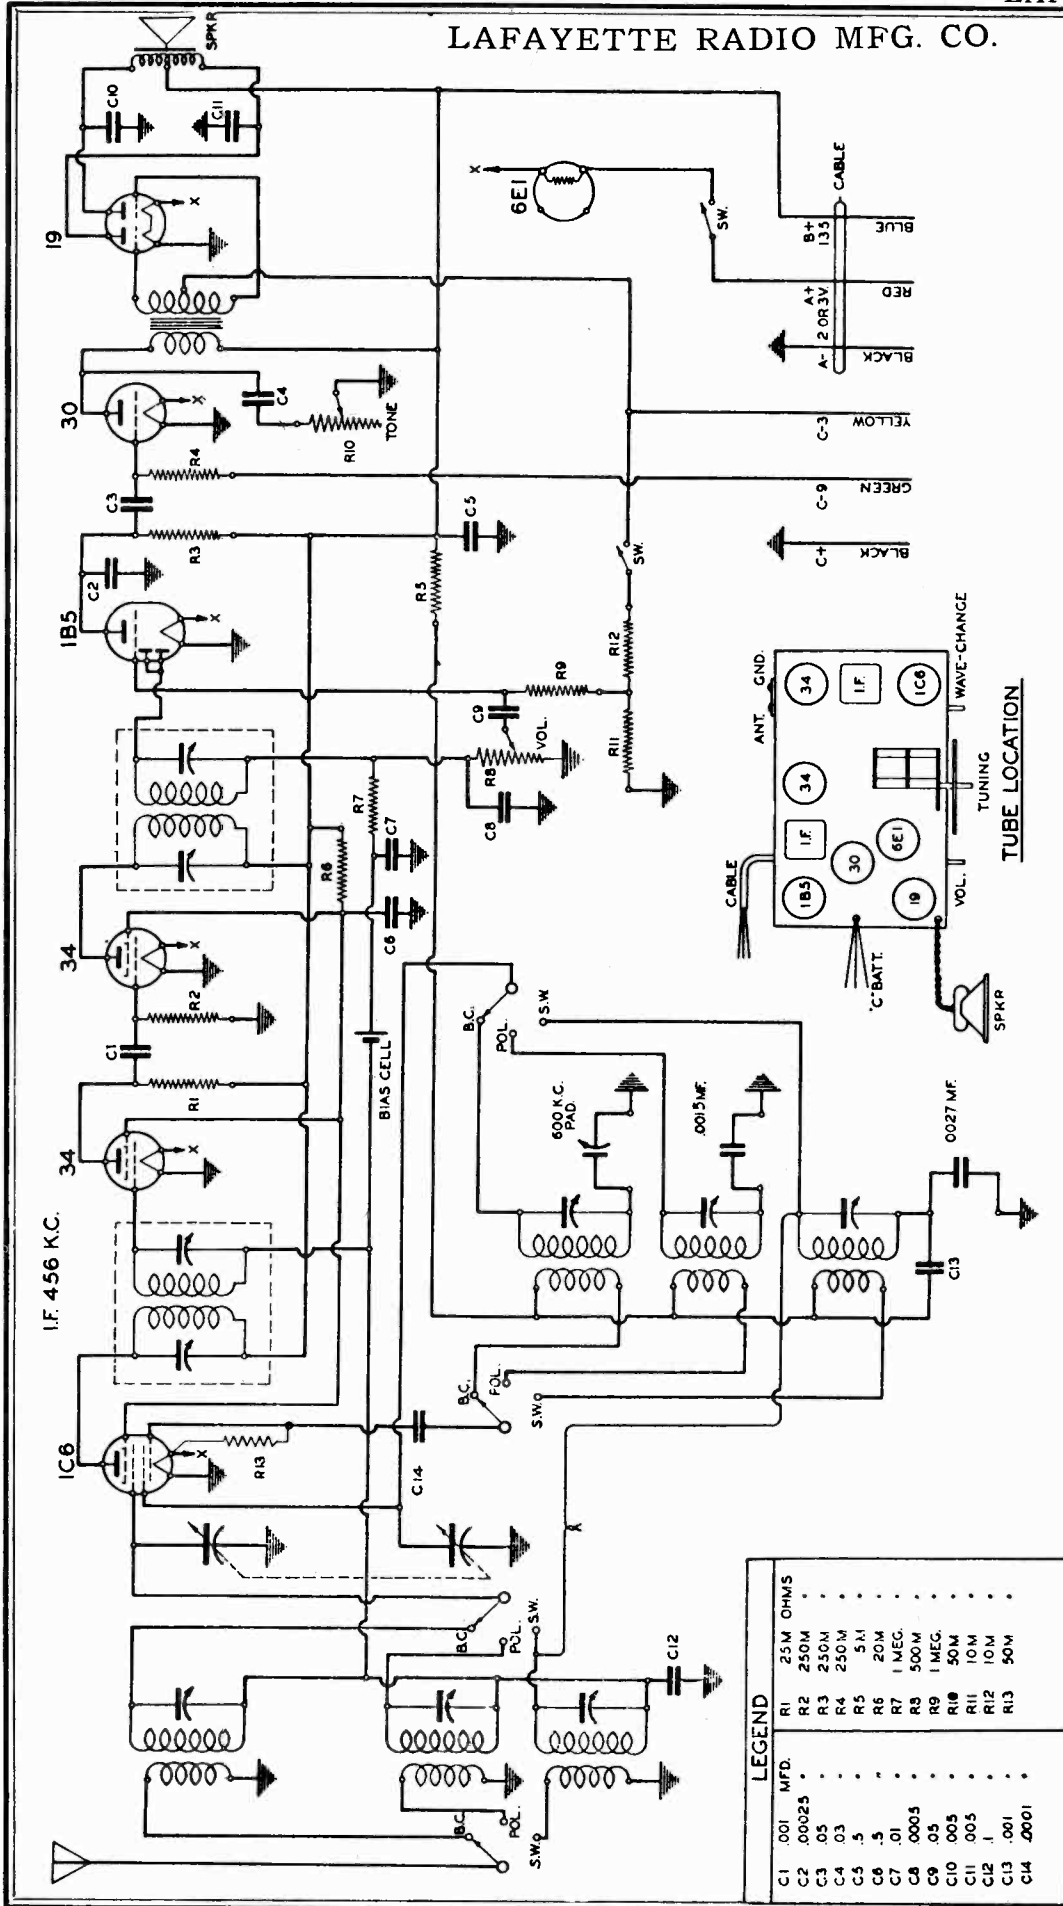 LAFAYETTE RADIO MFG. CO.
I.F. 456 K.C.
1C6
34
34
1B5
30
19
SPKR
C10
C11
X
X
X
X
X
X
R13
R1
C1
R2
C2
R3
C3
R4
C4
R10
TONE
C5
R5
R6
C6
C7
R7
BIAS CELL
C8
R8
VOL.
C9
R9
R11
R12
SW.
6E1
X
SW.
CABLE
B+
135
BLUE
A+
2 OR 3V.
RED
A-
BLACK
C-3
YELLOW
C-9
GREEN
C+
BLACK
C14
B.C.
POL.
S.W.
B.C.
POL.
S.W.
B.C.
POL.
S.W.
B.C.
POL.
S.W.
600 K.C.
PAD.
.0015 MF.
.0027 MF.
C13
C12
ANT.
GND.
CABLE
1B5
I.F.
34
34
30
6E1
I.F.
19
1C6
"C" BATT.
SPKR
VOL.
TUNING
WAVE-CHANGE
TUBE LOCATION
LEGEND
C1 .001 MFD.
C2 .00025 "
C3 .05 "
C4 .03 "
C5 .5 "
C6 .5 "
C7 .01 "
C8 .0005 "
C9 .05 "
C10 .005 "
C11 .005 "
C12 .1 "
C13 .001 "
C14 .0001 "
R1 25M OHMS
R2 250M "
R3 250M "
R4 250M "
R5 5M "
R6 20M "
R7 1 MEG. "
R8 500M "
R9 1 MEG. "
R10 50M "
R11 10M "
R12 10M "
R13 50M "